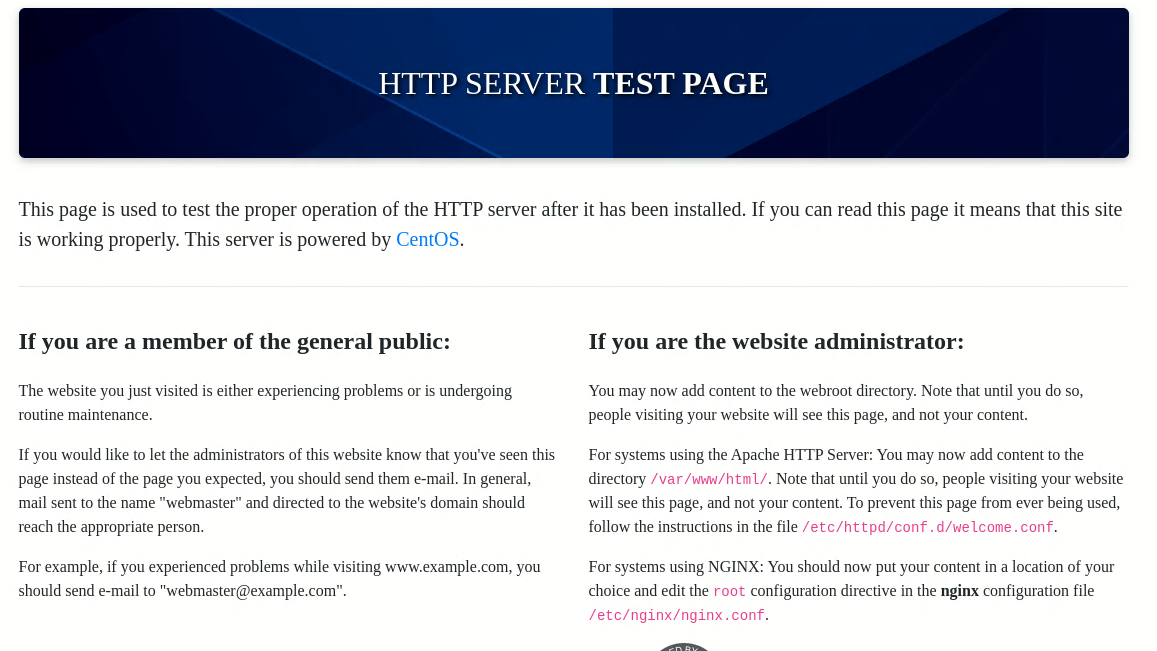 HTTP SERVER TEST PAGE
This page is used to test the proper operation of the HTTP server after it has been installed. If you can read this page it means that this site
is working properly. This server is powered by CentOS.
If you are a member of the general public:
The website you just visited is either experiencing problems or is undergoing
routine maintenance.
If you would like to let the administrators of this website know that you've seen this
page instead of the page you expected, you should send them e-mail. In general,
mail sent to the name "webmaster" and directed to the website's domain should
reach the appropriate person.
For example, if you experienced problems while visiting www.example.com, you
should send e-mail to "webmaster@example.com".
If you are the website administrator:
You may now add content to the webroot directory. Note that until you do so,
people visiting your website will see this page, and not your content.
For systems using the Apache HTTP Server: You may now add content to the
directory /var/www/html/. Note that until you do so, people visiting your website
will see this page, and not your content. To prevent this page from ever being used,
follow the instructions in the file /etc/httpd/conf.d/welcome.conf.
For systems using NGINX: You should now put your content in a location of your
choice and edit the root configuration directive in the nginx configuration file
/etc/nginx/nginx.conf.